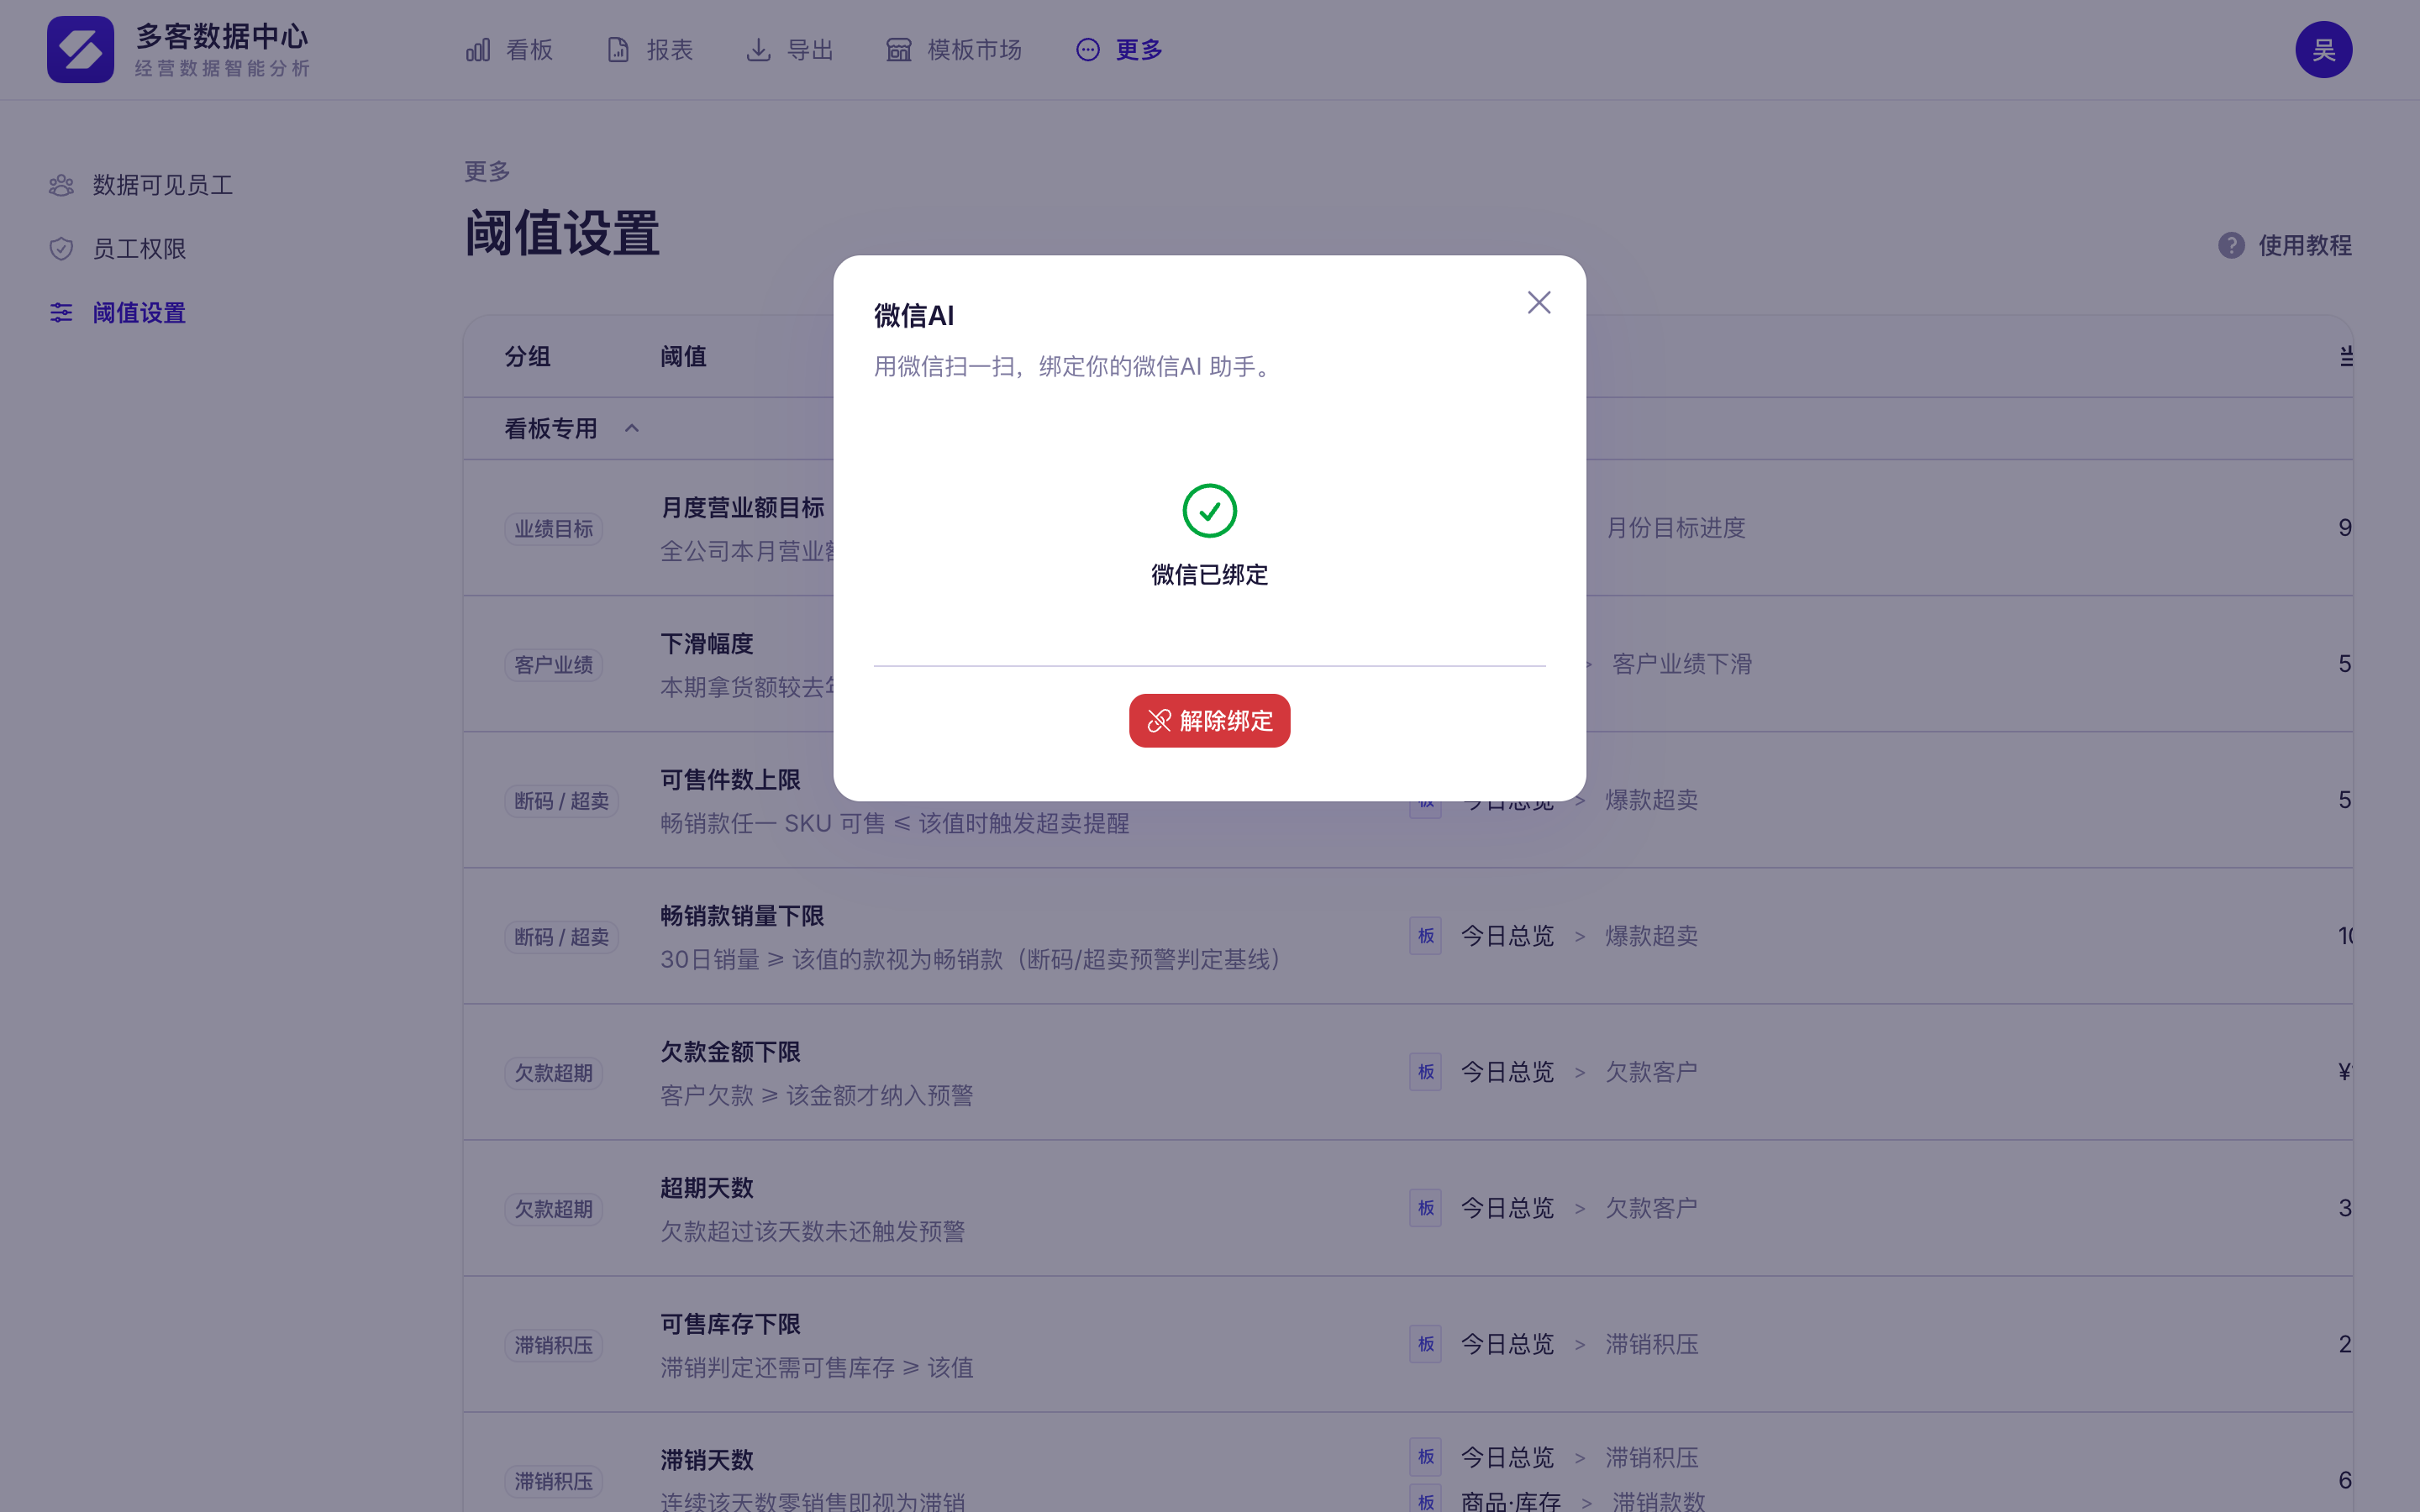 多客数据中心
经营数据智能分析
看板
报表
导出
模板市场
更多
吴
数据可见员工
员工权限
阈值设置
更多
阈值设置
使用教程
分组
阈值
看板专用
业绩目标
月度营业额目标
全公司本月营业
月份目标进度
9
客户业绩
下滑幅度
本期拿货额较去
> 客户业绩下滑
5
断码 / 超卖
可售件数上限
畅销款任一 SKU 可售 ≤ 该值时触发超卖提醒
板 今日总览 > 爆款超卖
5
断码 / 超卖
畅销款销量下限
30日销量 ≥ 该值的款视为畅销款（断码/超卖预警判定基线）
板 今日总览 > 爆款超卖
10
欠款超期
欠款金额下限
客户欠款 ≥ 该金额才纳入预警
板 今日总览 > 欠款客户
¥
欠款超期
超期天数
欠款超过该天数未还触发预警
板 今日总览 > 欠款客户
3
滞销积压
可售库存下限
滞销判定还需可售库存 ≥ 该值
板 今日总览 > 滞销积压
2
滞销积压
滞销天数
连续该天数零销售即视为滞销
板 今日总览 > 滞销积压
板 商品·库存 > 滞销款数
6
微信AI
用微信扫一扫，绑定你的微信AI 助手。
微信已绑定
解除绑定